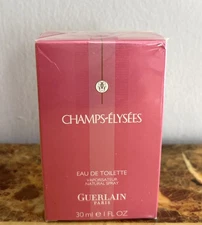 CHAMPS-ÉLYSÉES
EAU DE TOILETTE
VAPORISATEUR
NATURAL SPRAY
GUERLAIN
PARIS
30 ml ℮ 1 FL OZ